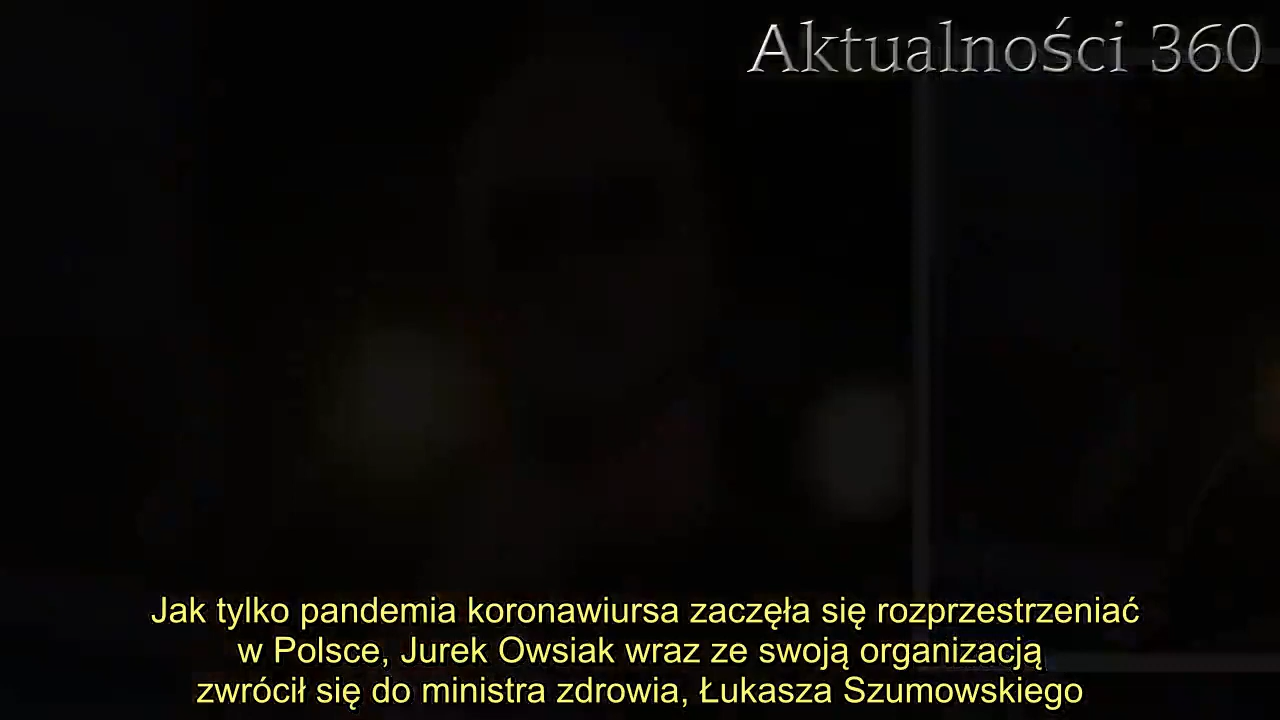 Aktualności 360
Jak tylko pandemia koronawiursa zaczęła się rozprzestrzeniać
w Polsce, Jurek Owsiak wraz ze swoją organizacją
zwrócił się do ministra zdrowia, Łukasza Szumowskiego